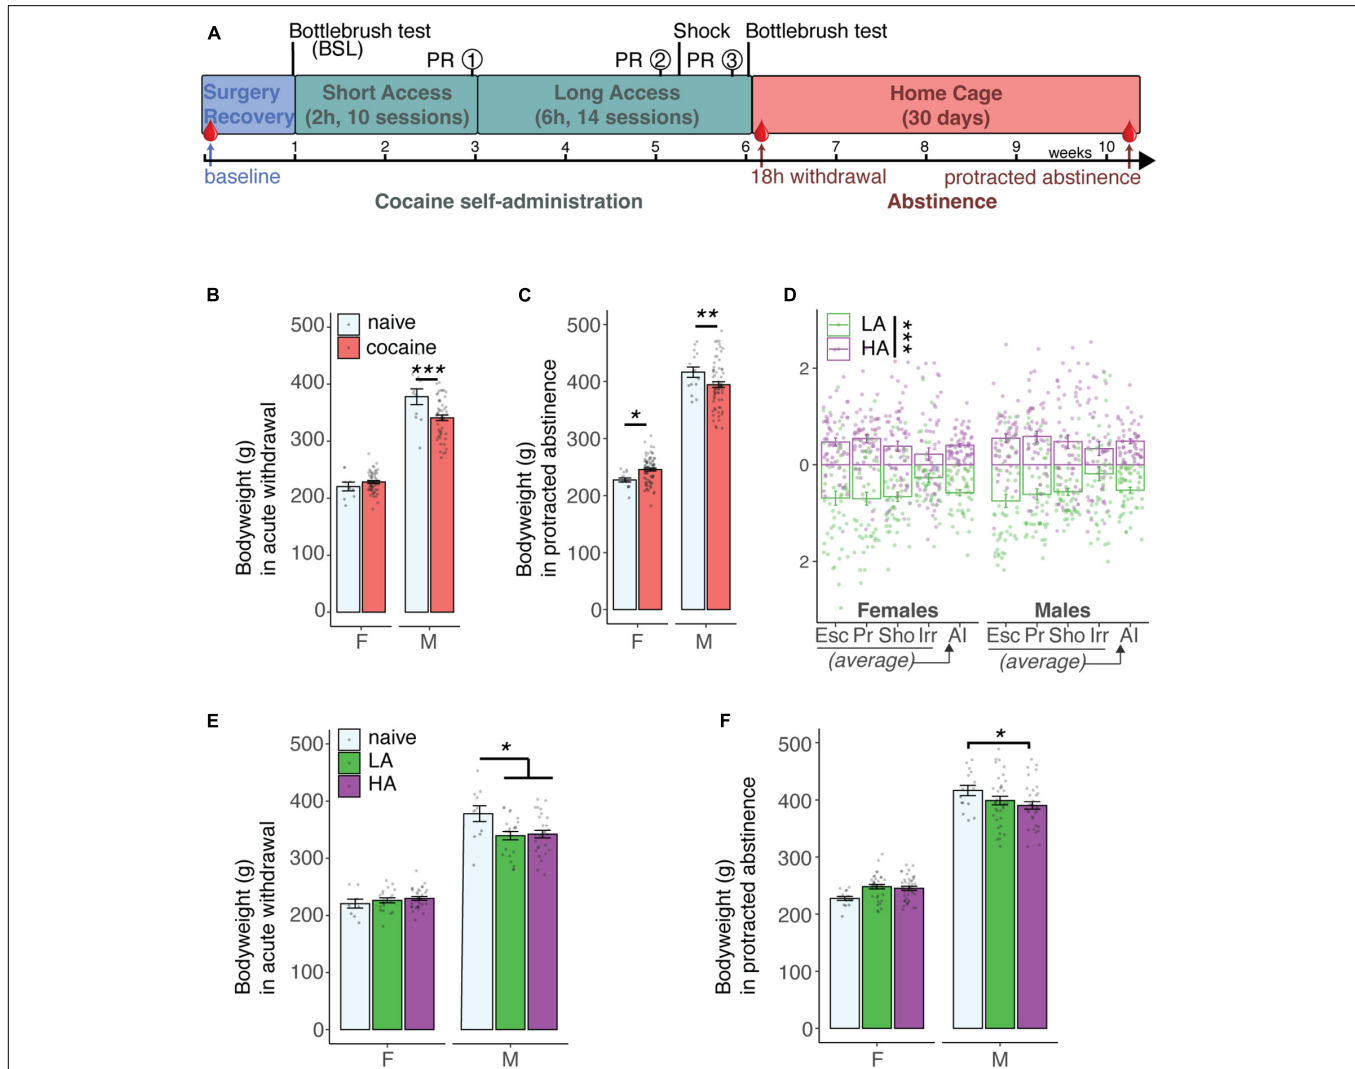 A
Bottlebrush test
(BSL)
Shock
Bottlebrush test
PR 1
PR 2
PR 3
Surgery
Recovery
Short Access
(2h, 10 sessions)
Long Access
(6h, 14 sessions)
Home Cage
(30 days)
1 2 3 4 5 6 7 8 9 weeks 10
baseline
18h withdrawal
protracted abstinence
Cocaine self-administration
Abstinence
B
naive
cocaine
***
Bodyweight (g)
in acute withdrawal
500
400
300
200
100
0
F
M
C
*
**
Bodyweight (g)
in protracted abstinence
500
400
300
200
100
0
F
M
D
LA
HA
***
2
0
2
Females
Males
Esc Pr Sho Irr AI
Esc Pr Sho Irr AI
(average)
(average)
E
naive
LA
HA
*
Bodyweight (g)
in acute withdrawal
500
400
300
200
100
0
F
M
F
*
Bodyweight (g)
in protracted abstinence
500
400
300
200
100
0
F
M